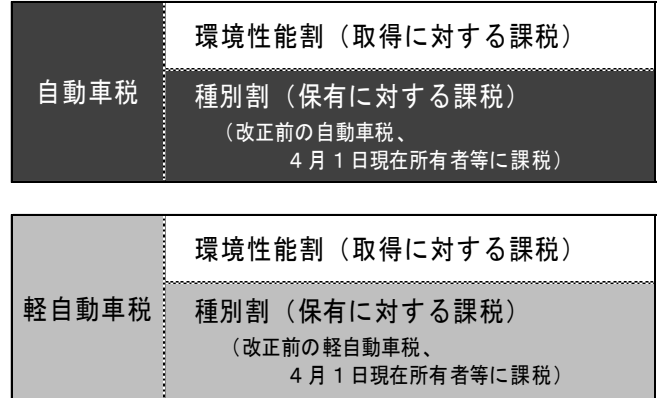 自動車税
環境性能割（取得に対する課税）
種別割（保有に対する課税）
（改正前の自動車税、
４月１日現在所有者等に課税）
軽自動車税
環境性能割（取得に対する課税）
種別割（保有に対する課税）
（改正前の軽自動車税、
４月１日現在所有者等に課税）